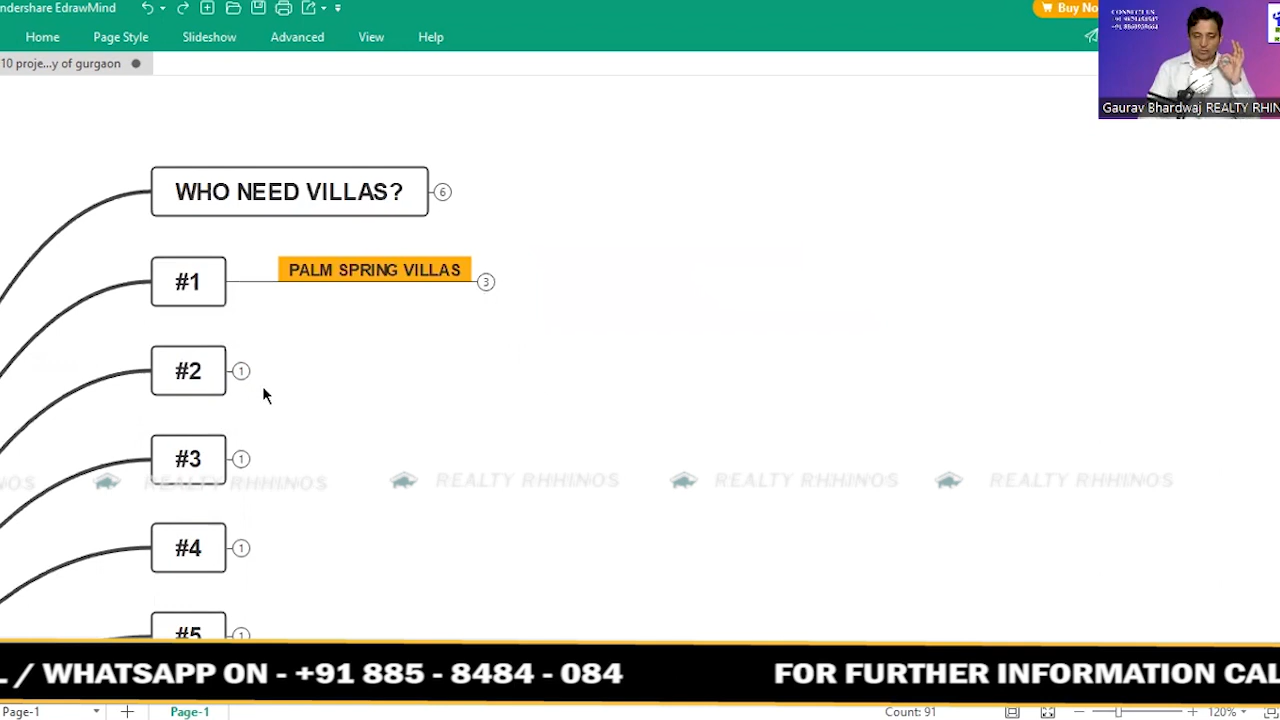 ndershare EdrawMind
Buy No
Home Page Style Slideshow Advanced View Help
10 proje...y of gurgaon
CONNECT US
Gaurav Bhardwaj REALTY RHIN
WHO NEED VILLAS? 6
#1 PALM SPRING VILLAS 3
#2 1
#3 1
REALTY RHHINOS REALTY RHHINOS REALTY RHHINOS REALTY RHHINOS
#4 1
#5 1
L / WHATSAPP ON - +91 885 - 8484 - 084 FOR FURTHER INFORMATION CAL
Page-1 Page-1 Count: 91 120%